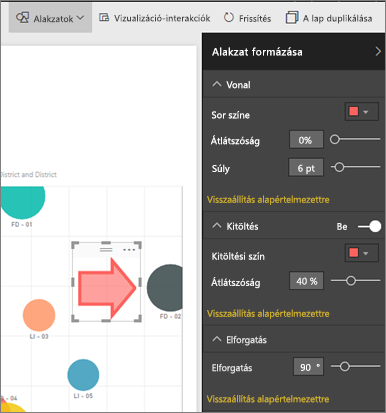 Alakzatok
Vizualizáció-interakciók
Frissítés
A lap duplikálása
Alakzat formázása
Vonal
Sor színe
Átlátszóság 0%
Súly 6 pt
Visszaállítás alapértelmezettre
Kitöltés Be
Kitöltési szín
Átlátszóság 40 %
Visszaállítás alapértelmezettre
Elforgatás
Elforgatás 90 °
Visszaállítás alapértelmezettre
District and District
FD - 01
FD - 02
LI - 03
LI - 05
- 04